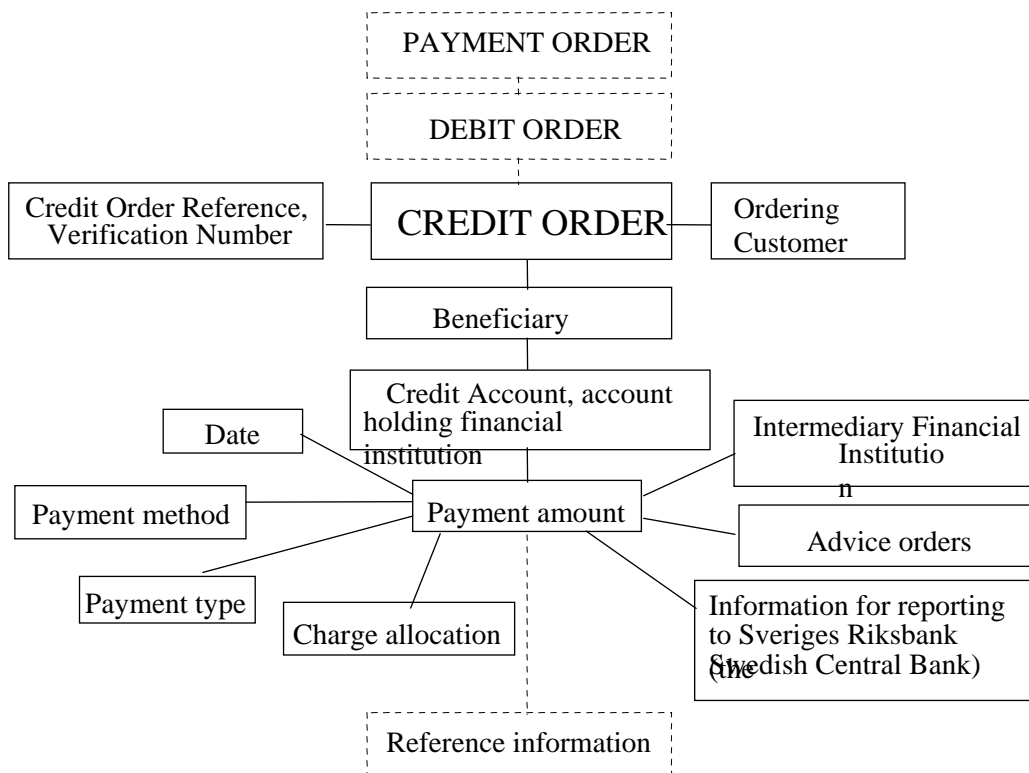 PAYMENT ORDER
DEBIT ORDER
Credit Order Reference,
Verification Number
CREDIT ORDER
Ordering
Customer
Beneficiary
Credit Account, account
holding financial
institution
Date
Intermediary Financial
Institutio
n
Payment method
Payment amount
Advice orders
Payment type
Charge allocation
Information for reporting
to Sveriges Riksbank
(the
Swedish Central Bank)
Reference information